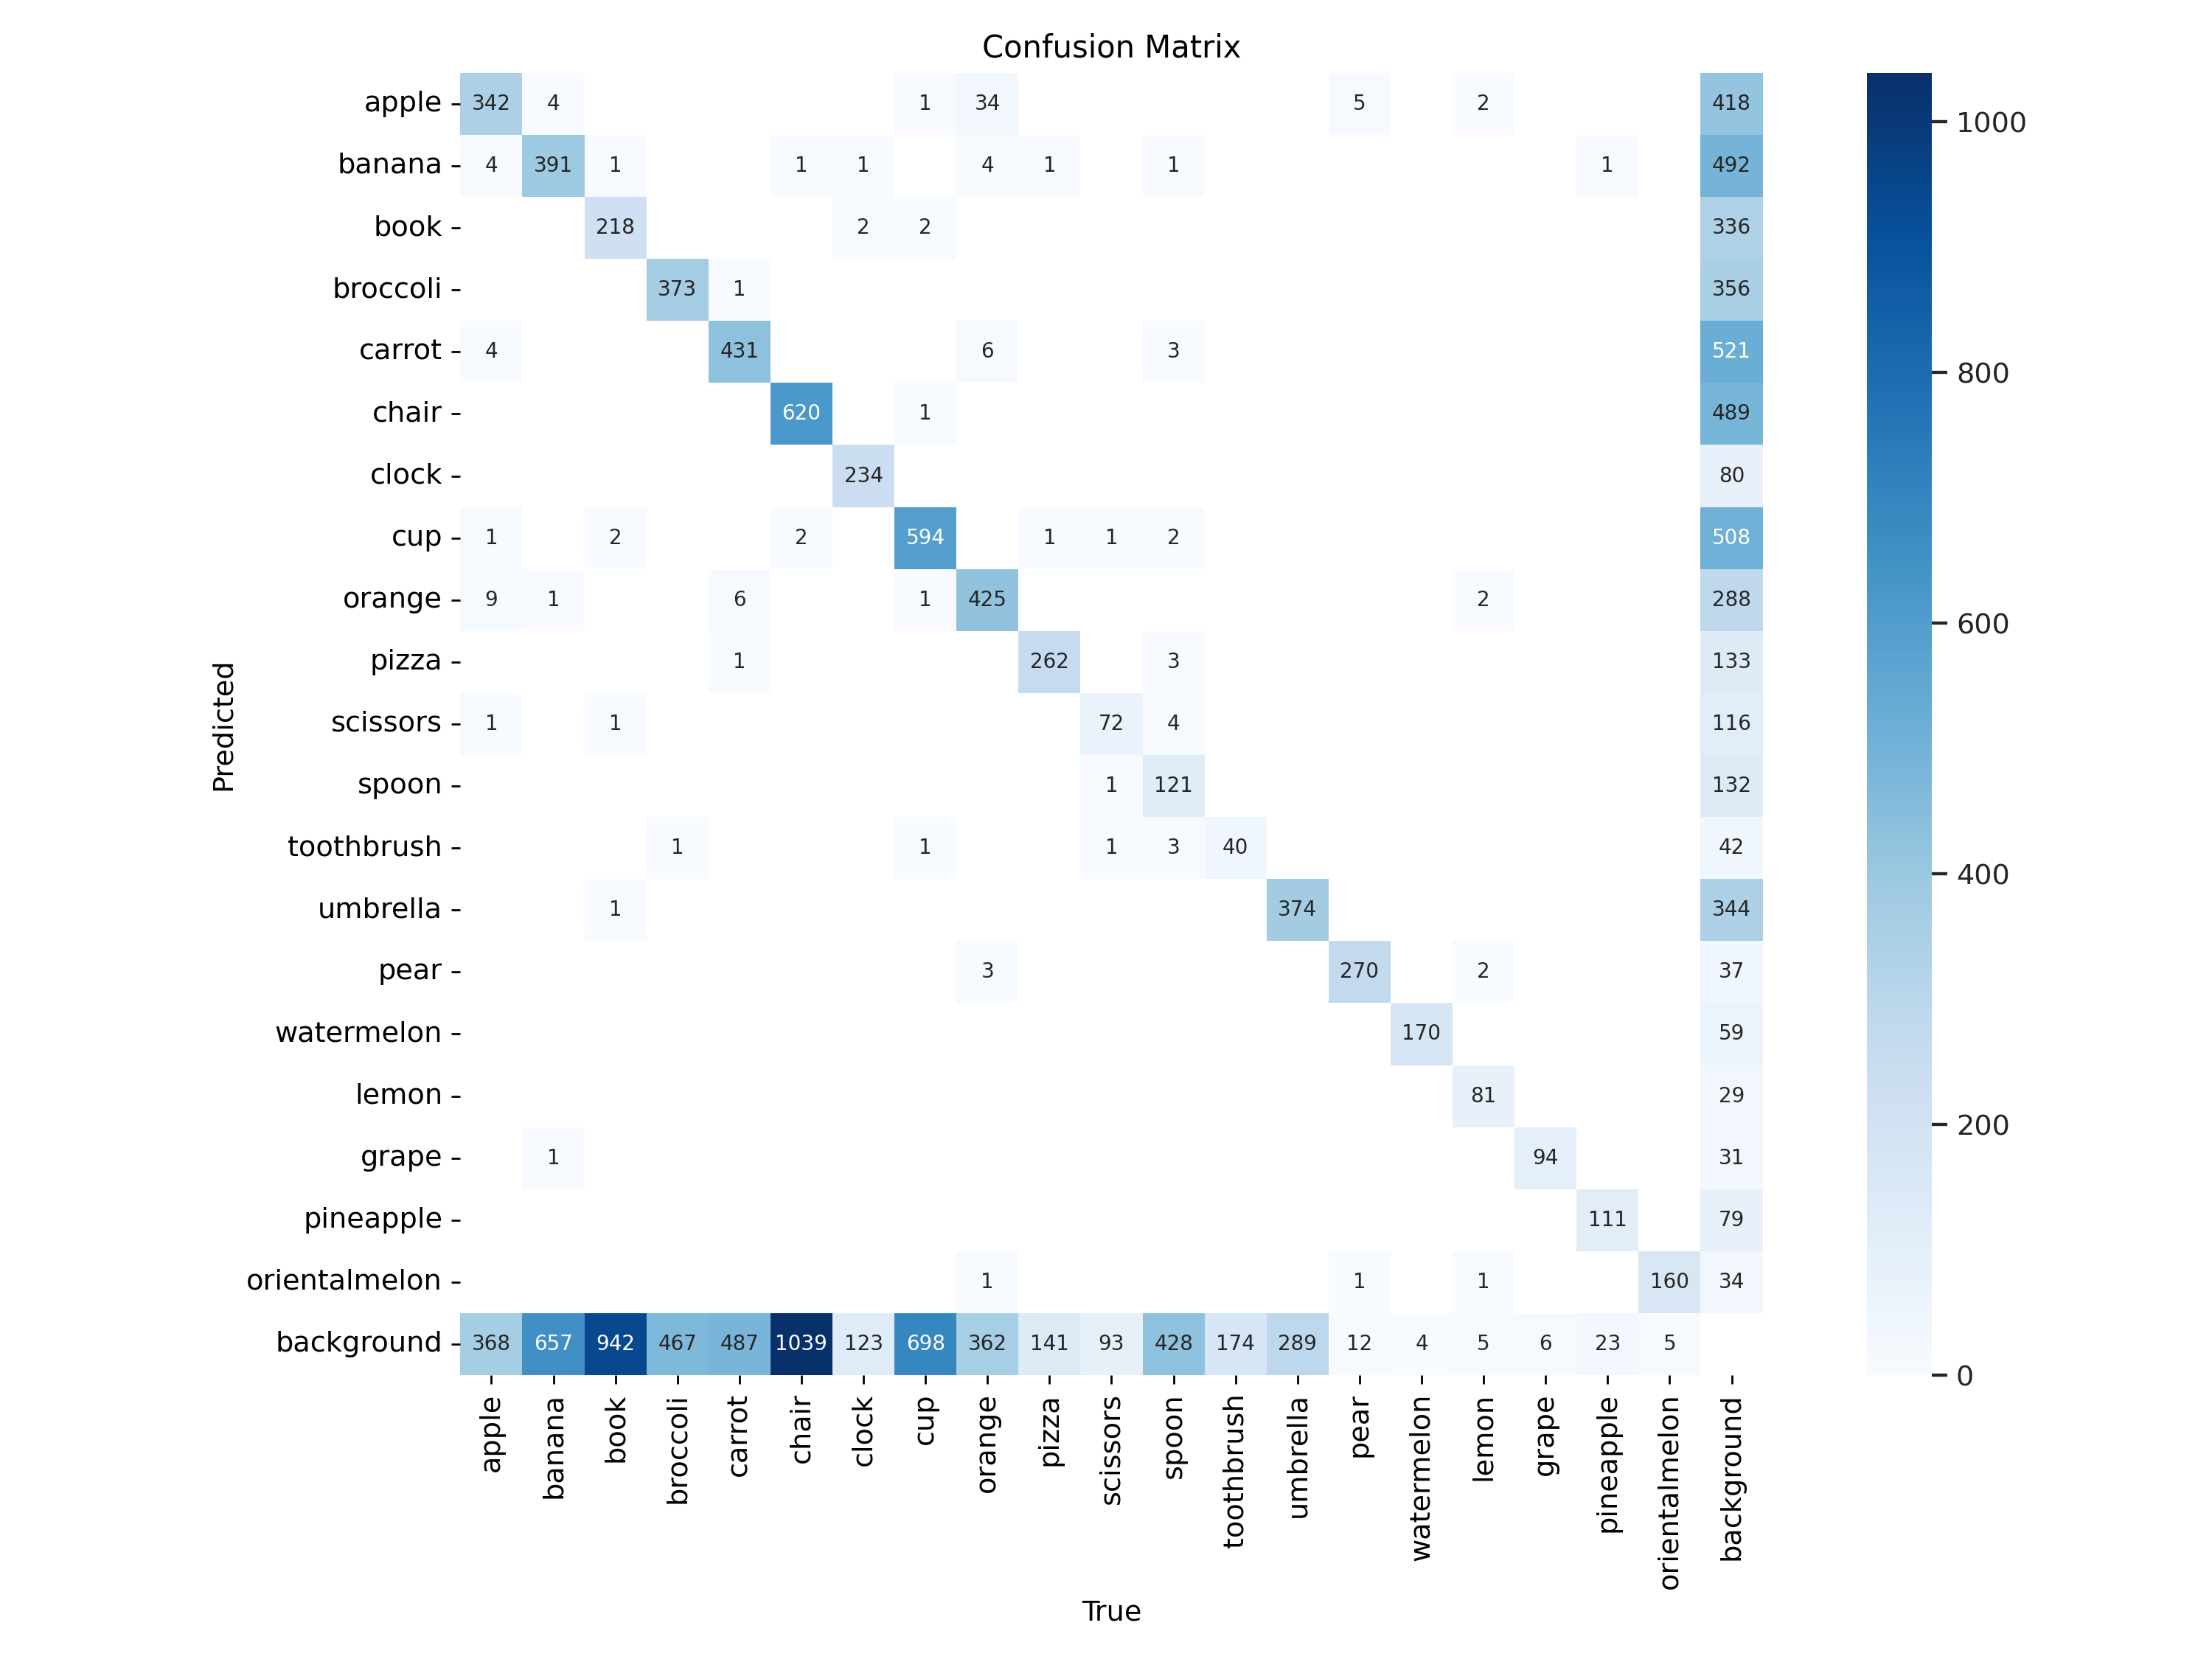 Confusion Matrix
apple 342 4 1 34 5 2 418
banana 4 391 1 1 1 4 1 1 1 492
book 218 2 2 336
broccoli 373 1 356
carrot 4 431 6 3 521
chair 620 1 489
clock 234 80
cup 1 2 2 594 1 1 2 508
orange 9 1 6 1 425 2 288
pizza 1 262 3 133
scissors 1 1 72 4 116
spoon 1 121 132
toothbrush 1 1 1 3 40 42
umbrella 1 374 344
pear 3 270 2 37
watermelon 170 59
lemon 81 29
grape 1 94 31
pineapple 111 79
orientalmelon 1 1 1 160 34
background 368 657 942 467 487 1039 123 698 362 141 93 428 174 289 12 4 5 6 23 5
apple banana book broccoli carrot chair clock cup orange pizza scissors spoon toothbrush umbrella pear watermelon lemon grape pineapple orientalmelon background
True
Predicted
1000
800
600
400
200
0